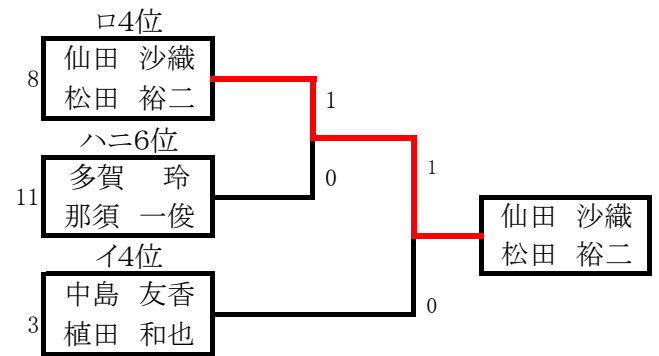 ロ4位
8
仙田 沙織
松田 裕二
1
ハニ6位
11
多賀 玲
那須 一俊
0
1
仙田 沙織
松田 裕二
イ4位
3
中島 友香
植田 和也
0